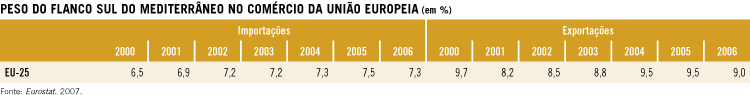 PESO DO FLANCO SUL DO MEDITERRÂNEO NO COMÉRCIO DA UNIÃO EUROPEIA (em %)
Importações Exportações
2000 2001 2002 2003 2004 2005 2006 2000 2001 2002 2003 2004 2005 2006
EU-25 6,5 6,9 7,2 7,2 7,3 7,5 7,3 9,7 8,2 8,5 8,8 9,5 9,5 9,0
Fonte: Eurostat, 2007.